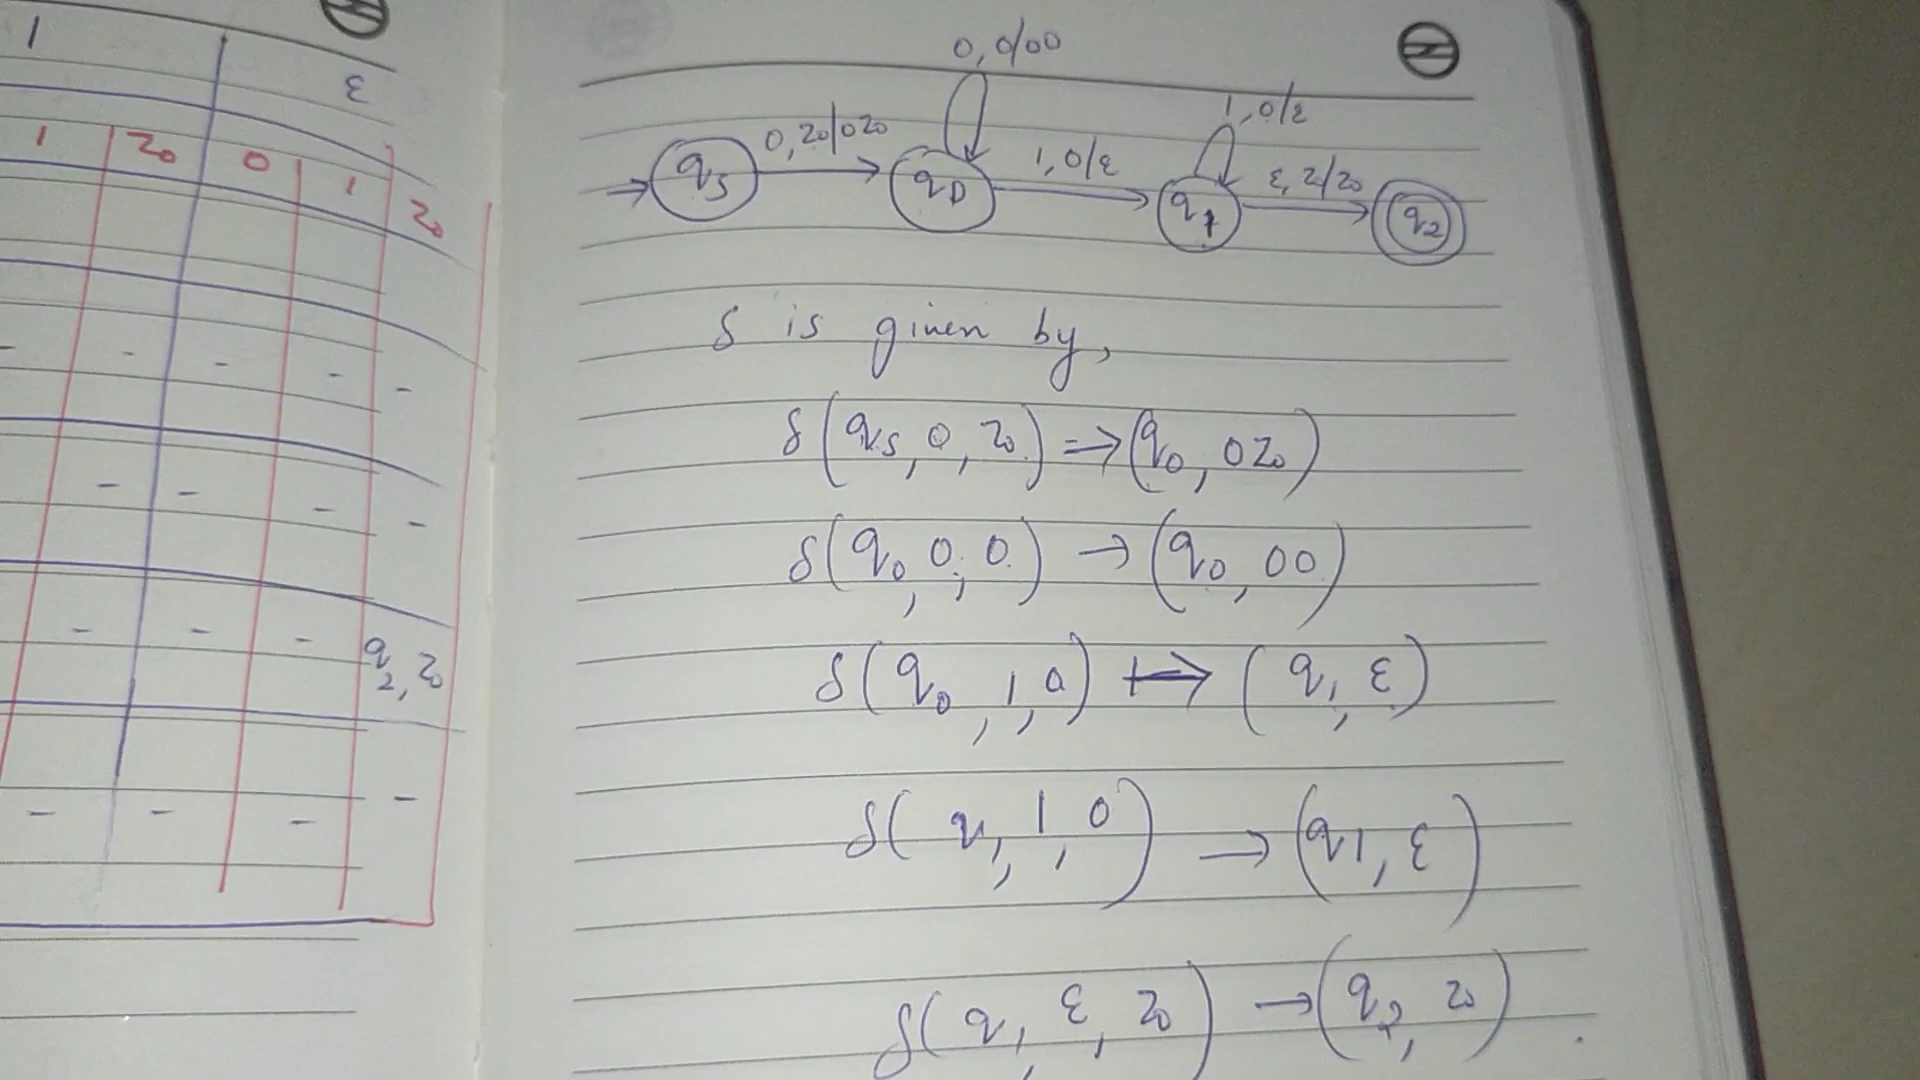 1
ε
1 z₀ 0 1 z₀
- - - - -
- - - -
- - - q₂, z₀
- - - -
0, 0/00
1, 0/ε
0, z₀/0z₀
1, 0/ε
ε, z/z₀
qs q0 q1 q2
δ is given by,
δ(qs, 0, z₀) ⇒ (q₀, 0z₀)
δ(q₀, 0, 0) → (q₀, 00)
δ(q₀, 1, 0) ↦ (q₁, ε)
δ(q₁, 1, 0) → (q1, ε)
δ(q₁, ε, z₀) → (q₂, z₀)